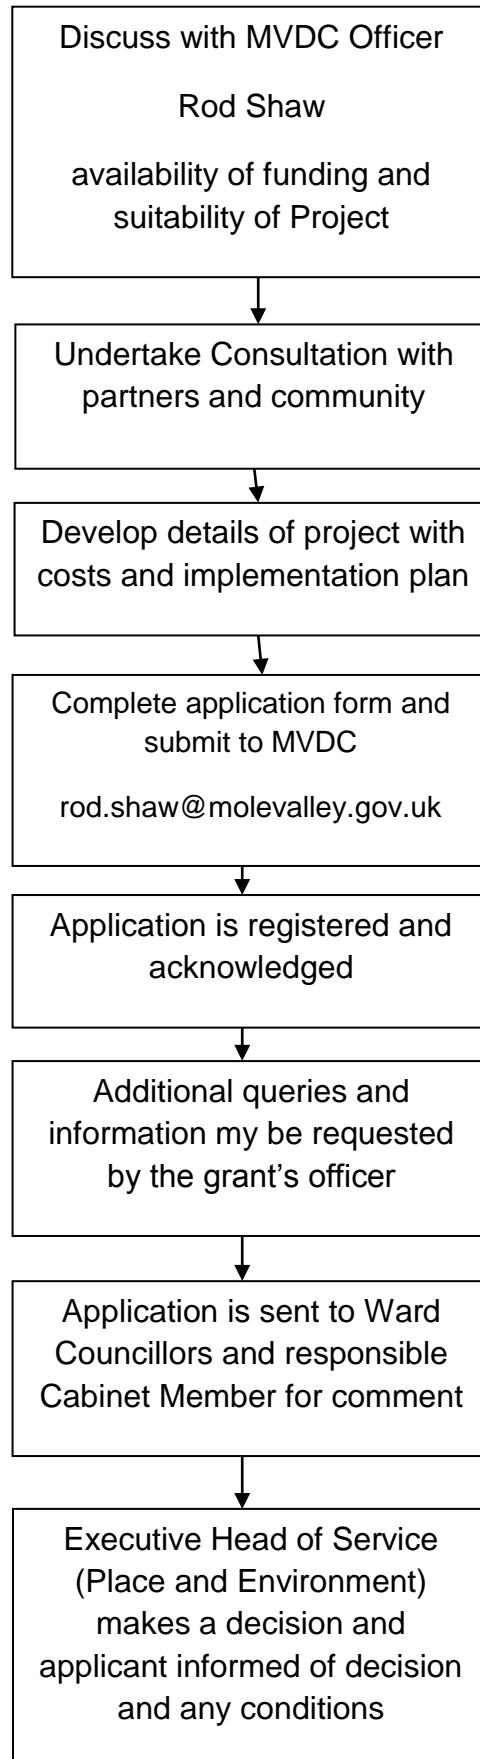 Discuss with MVDC Officer
Rod Shaw
availability of funding and
suitability of Project
Undertake Consultation with
partners and community
Develop details of project with
costs and implementation plan
Complete application form and
submit to MVDC
rod.shaw@molevalley.gov.uk
Application is registered and
acknowledged
Additional queries and
information my be requested
by the grant’s officer
Application is sent to Ward
Councillors and responsible
Cabinet Member for comment
Executive Head of Service
(Place and Environment)
makes a decision and
applicant informed of decision
and any conditions